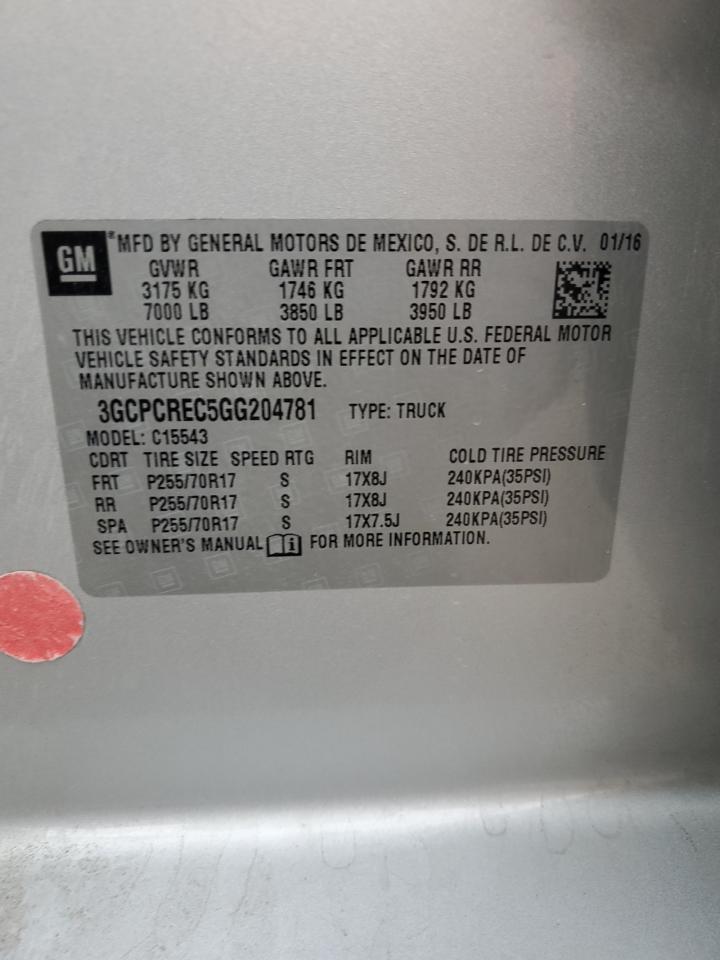 GM
*MFD BY GENERAL MOTORS DE MEXICO, S. DE R.L. DE C.V. 01/16
GVWR GAWR FRT GAWR RR
3175 KG 1746 KG 1792 KG
7000 LB 3850 LB 3950 LB
THIS VEHICLE CONFORMS TO ALL APPLICABLE U.S. FEDERAL MOTOR
VEHICLE SAFETY STANDARDS IN EFFECT ON THE DATE OF
MANUFACTURE SHOWN ABOVE.
3GCPCREC5GG204781 TYPE: TRUCK
MODEL: C15543
CDRT TIRE SIZE SPEED RTG RIM COLD TIRE PRESSURE
FRT P255/70R17 S 17X8J 240KPA(35PSI)
RR P255/70R17 S 17X8J 240KPA(35PSI)
SPA P255/70R17 S 17X7.5J 240KPA(35PSI)
SEE OWNER'S MANUAL FOR MORE INFORMATION.